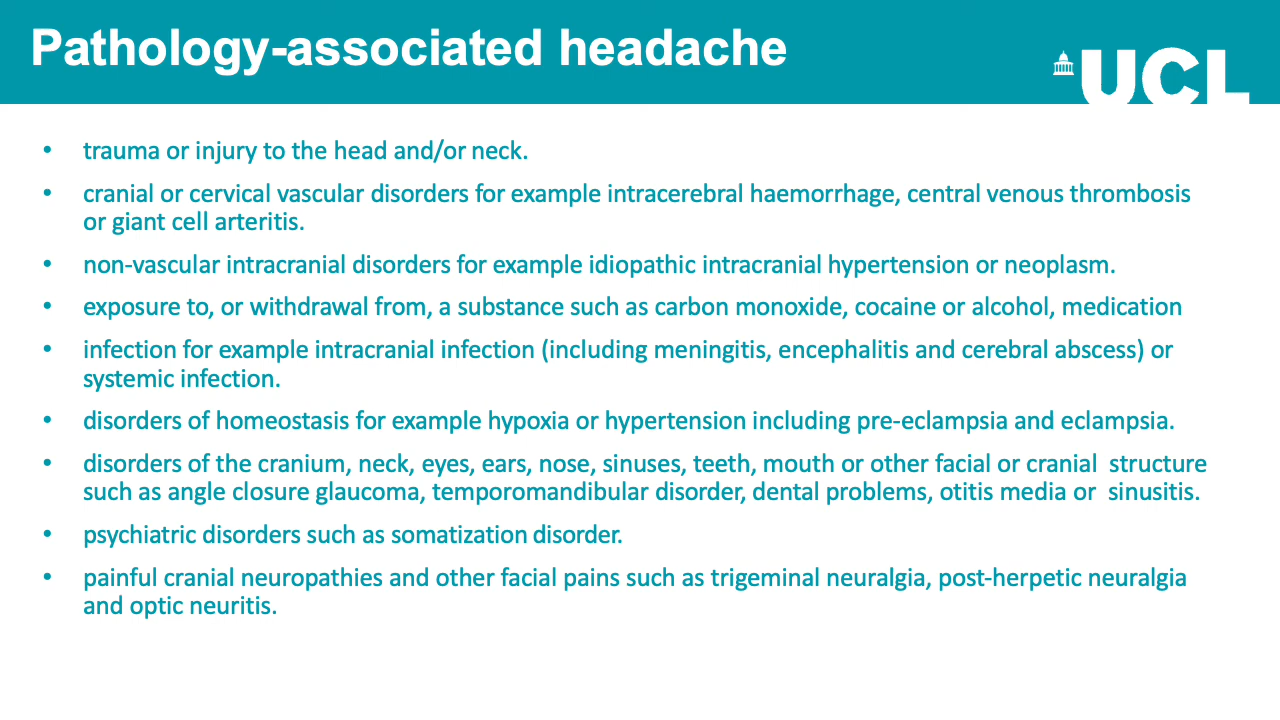 Pathology-associated headache
UCL
• trauma or injury to the head and/or neck.
• cranial or cervical vascular disorders for example intracerebral haemorrhage, central venous thrombosis
or giant cell arteritis.
• non-vascular intracranial disorders for example idiopathic intracranial hypertension or neoplasm.
• exposure to, or withdrawal from, a substance such as carbon monoxide, cocaine or alcohol, medication
• infection for example intracranial infection (including meningitis, encephalitis and cerebral abscess) or
systemic infection.
• disorders of homeostasis for example hypoxia or hypertension including pre-eclampsia and eclampsia.
• disorders of the cranium, neck, eyes, ears, nose, sinuses, teeth, mouth or other facial or cranial structure
such as angle closure glaucoma, temporomandibular disorder, dental problems, otitis media or sinusitis.
• psychiatric disorders such as somatization disorder.
• painful cranial neuropathies and other facial pains such as trigeminal neuralgia, post-herpetic neuralgia
and optic neuritis.